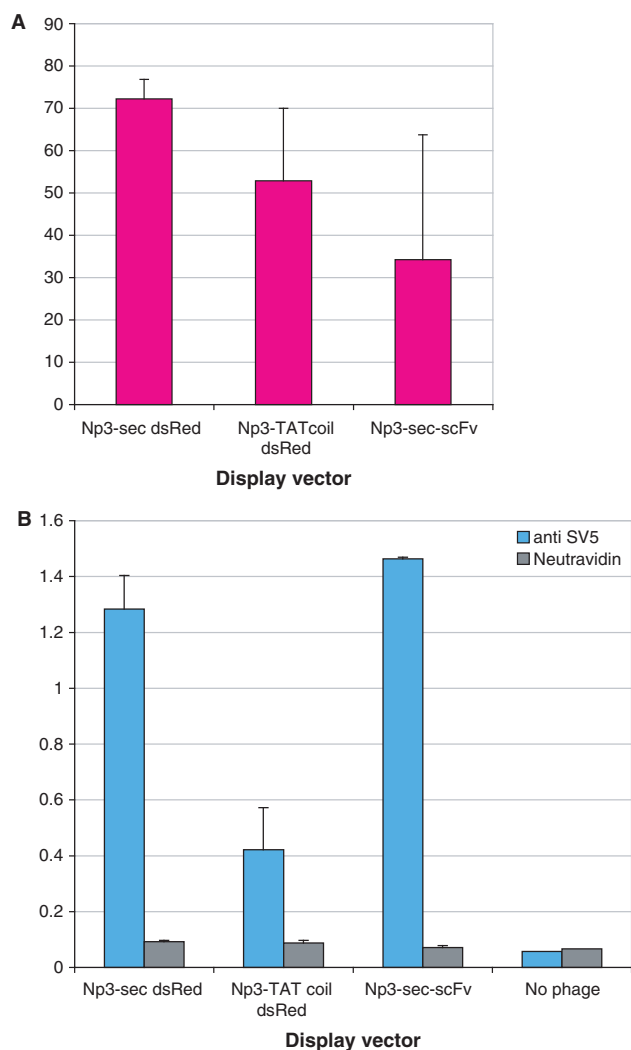 A
90
80
70
60
50
40
30
20
10
0
Np3-sec dsRed
Np3-TATcoil
dsRed
Np3-sec-scFv
Display vector
B
1.6
1.4
1.2
1
0.8
0.6
0.4
0.2
0
anti SV5
Neutravidin
Np3-sec dsRed
Np3-TAT coil
dsRed
Np3-sec-scFv
No phage
Display vector